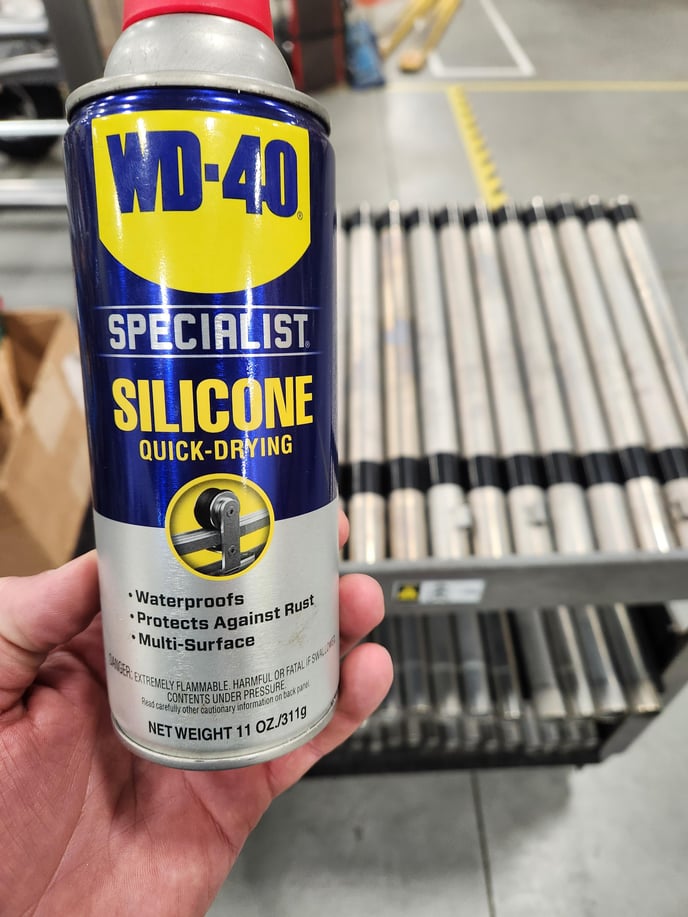 WD-40®
SPECIALIST®
SILICONE
QUICK-DRYING
• Waterproofs
• Protects Against Rust
• Multi-Surface
DANGER: EXTREMELY FLAMMABLE. HARMFUL OR FATAL IF SWALLOWED.
CONTENTS UNDER PRESSURE.
Read carefully other cautionary information on back panel.
NET WEIGHT 11 OZ./311g